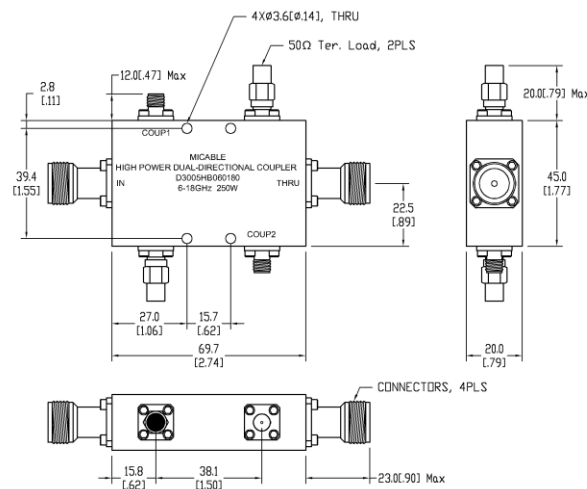 4XØ3.6[Ø.14], THRU
50Ω Ter. Load, 2PLS
2.8
[.11]
12.0[.47] Max
20.0[.79] Max
COUP1
MICABLE
HIGH POWER DUAL-DIRECTIONAL COUPLER
D3005HB060180
6-18GHz 250W
IN
THRU
COUP2
39.4
[1.55]
22.5
[.89]
45.0
[1.77]
27.0
[1.06]
15.7
[.62]
69.7
[2.74]
20.0
[.79]
CONNECTORS, 4PLS
15.8
[.62]
38.1
[1.50]
23.0[.90] Max